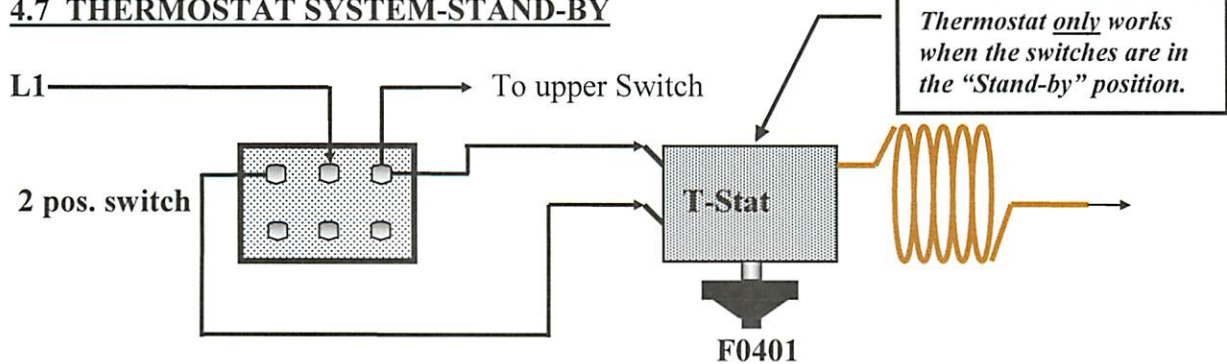 4.7 THERMOSTAT SYSTEM-STAND-BY
Thermostat only works
when the switches are in
the “Stand-by” position.
L1
To upper Switch
2 pos. switch
T-Stat
F0401